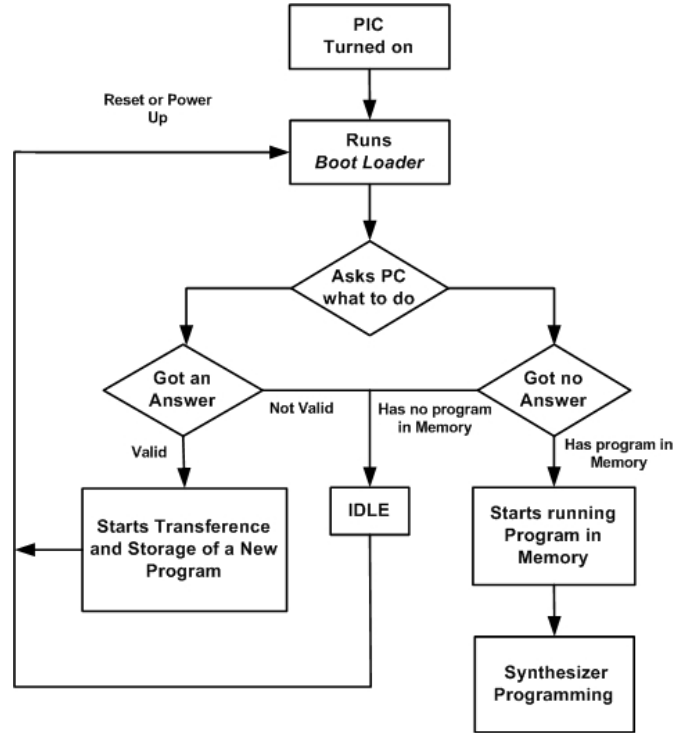 PIC
Turned on
Reset or Power
Up
Runs
Boot Loader
Asks PC
what to do
Got an
Answer
Not Valid
Has no program
in Memory
Got no
Answer
Valid
Has program in
Memory
Starts Transference
and Storage of a New
Program
IDLE
Starts running
Program in
Memory
Synthesizer
Programming